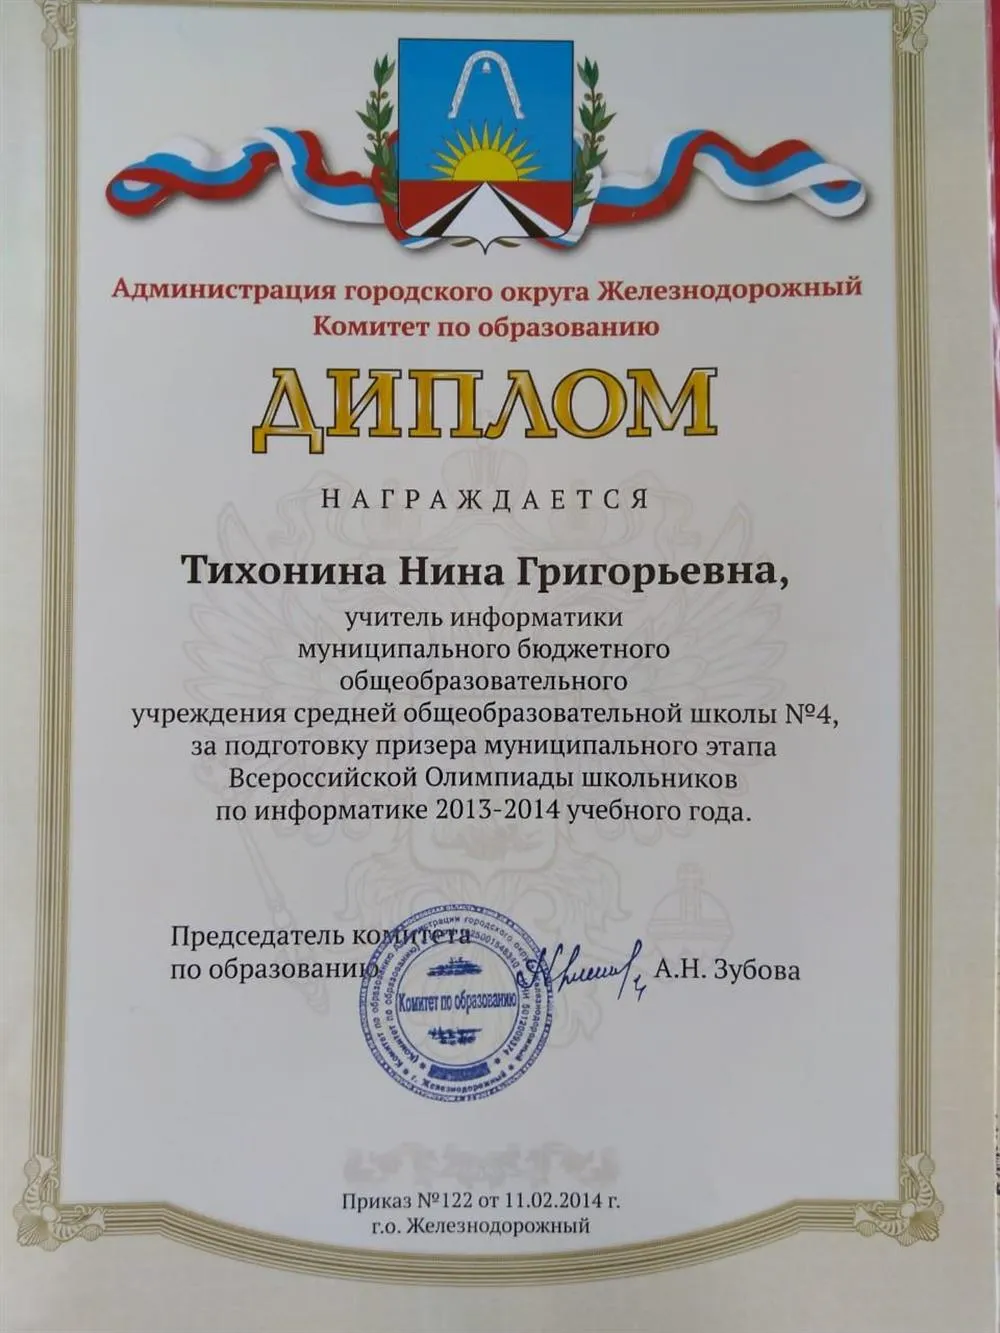 Администрация городского округа Железнодорожный
Комитет по образованию
ДИПЛОМ
НАГРАЖДАЕТСЯ
Тихонина Нина Григорьевна,
учитель информатики
муниципального бюджетного
общеобразовательного
учреждения средней общеобразовательной школы №4,
за подготовку призера муниципального этапа
Всероссийской Олимпиады школьников
по информатике 2013-2014 учебного года.
Председатель комитета
по образованию
А.Н. Зубова
Комитет по образованию
г. Железнодорожный
Приказ №122 от 11.02.2014 г.
г.о. Железнодорожный